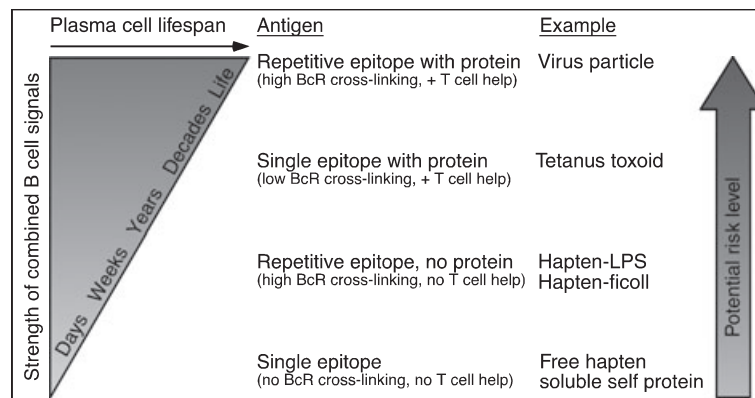 Plasma cell lifespan
Antigen
Example
Strength of combined B cell signals
Days Weeks Years Decades Life
Repetitive epitope with protein
(high BcR cross-linking, + T cell help)
Virus particle
Single epitope with protein
(low BcR cross-linking, + T cell help)
Tetanus toxoid
Repetitive epitope, no protein
(high BcR cross-linking, no T cell help)
Hapten-LPS
Hapten-ficoll
Single epitope
(no BcR cross-linking, no T cell help)
Free hapten
soluble self protein
Potential risk level